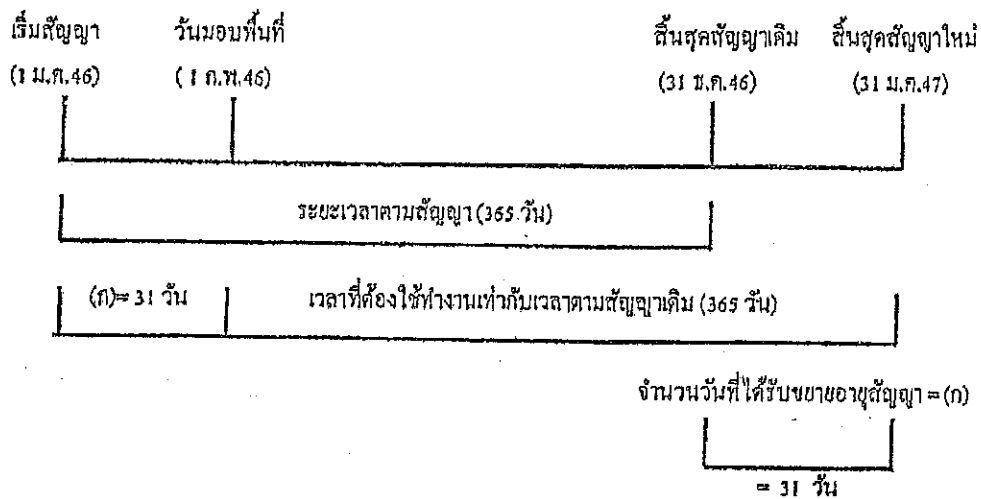 เริ่มสัญญา วันมอบพื้นที่ สิ้นสุดสัญญาเดิม สิ้นสุดสัญญาใหม่
(1 ม.ค.46) (1 ก.พ.46) (31 ธ.ค.46) (31 ม.ค.47)
ระยะเวลาตามสัญญา (365 วัน)
(ก)= 31 วัน เวลาที่ต้องใช้ทำงานเท่ากับเวลาตามสัญญาเดิม (365 วัน)
จำนวนวันที่ได้รับขยายอายุสัญญา = (ก)
= 31 วัน